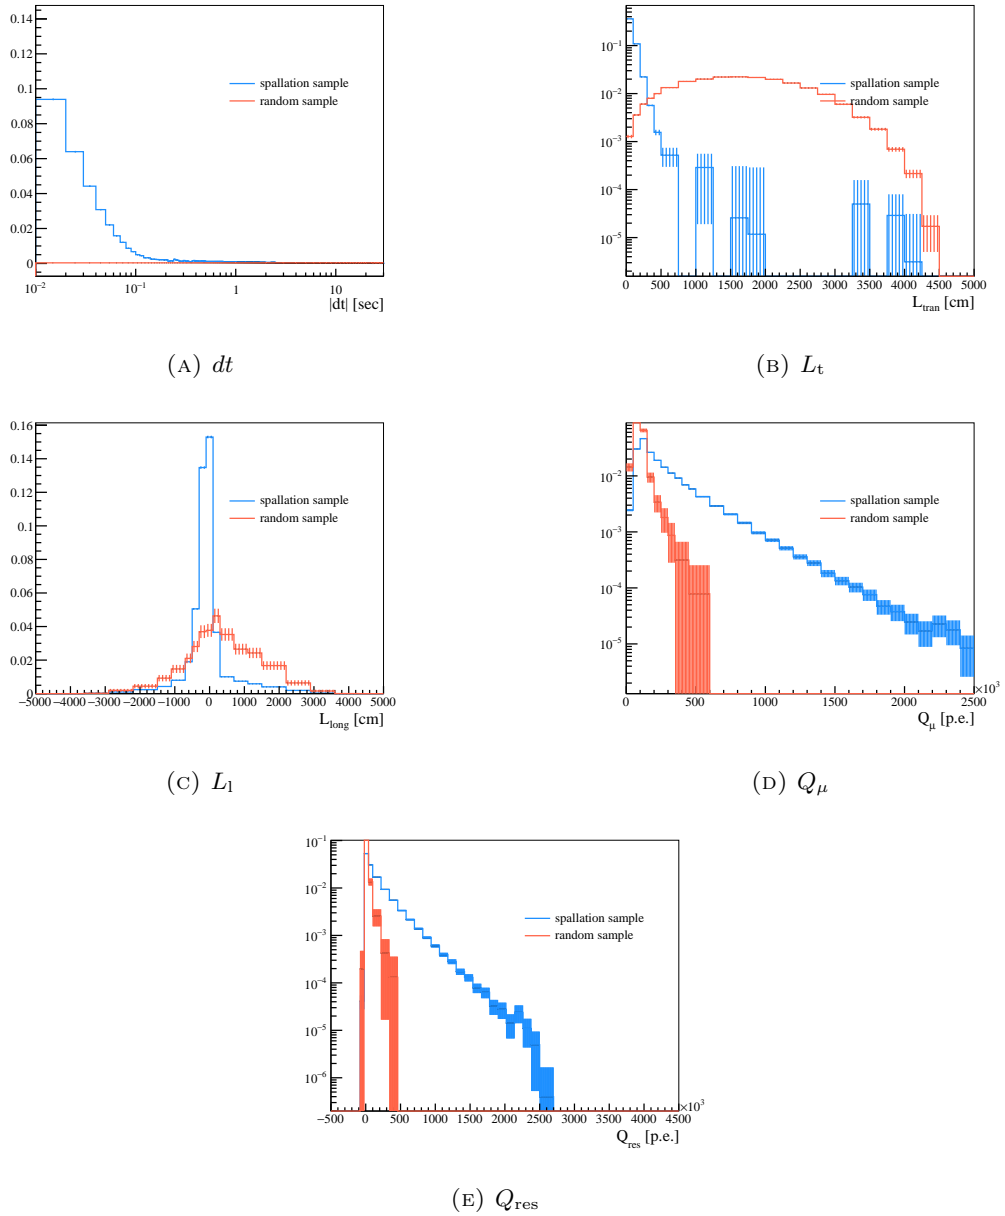 0.14
0.12
0.1
0.08
0.06
0.04
0.02
0
10⁻² 10⁻¹ 1 10
|dt| [sec]
spallation sample
random sample
(A) dt
10⁻¹
10⁻²
10⁻³
10⁻⁴
10⁻⁵
0 500 1000 1500 2000 2500 3000 3500 4000 4500 5000
L_tran [cm]
spallation sample
random sample
(B) L_t
0.16
0.14
0.12
0.1
0.08
0.06
0.04
0.02
0
−5000 −4000 −3000 −2000 −1000 0 1000 2000 3000 4000 5000
L_long [cm]
spallation sample
random sample
(C) L_l
10⁻²
10⁻³
10⁻⁴
10⁻⁵
0 500 1000 1500 2000 2500
×10³
Q_μ [p.e.]
spallation sample
random sample
(D) Q_μ
10⁻¹
10⁻²
10⁻³
10⁻⁴
10⁻⁵
10⁻⁶
−500 0 500 1000 1500 2000 2500 3000 3500 4000 4500
×10³
Q_res [p.e.]
spallation sample
random sample
(E) Q_res